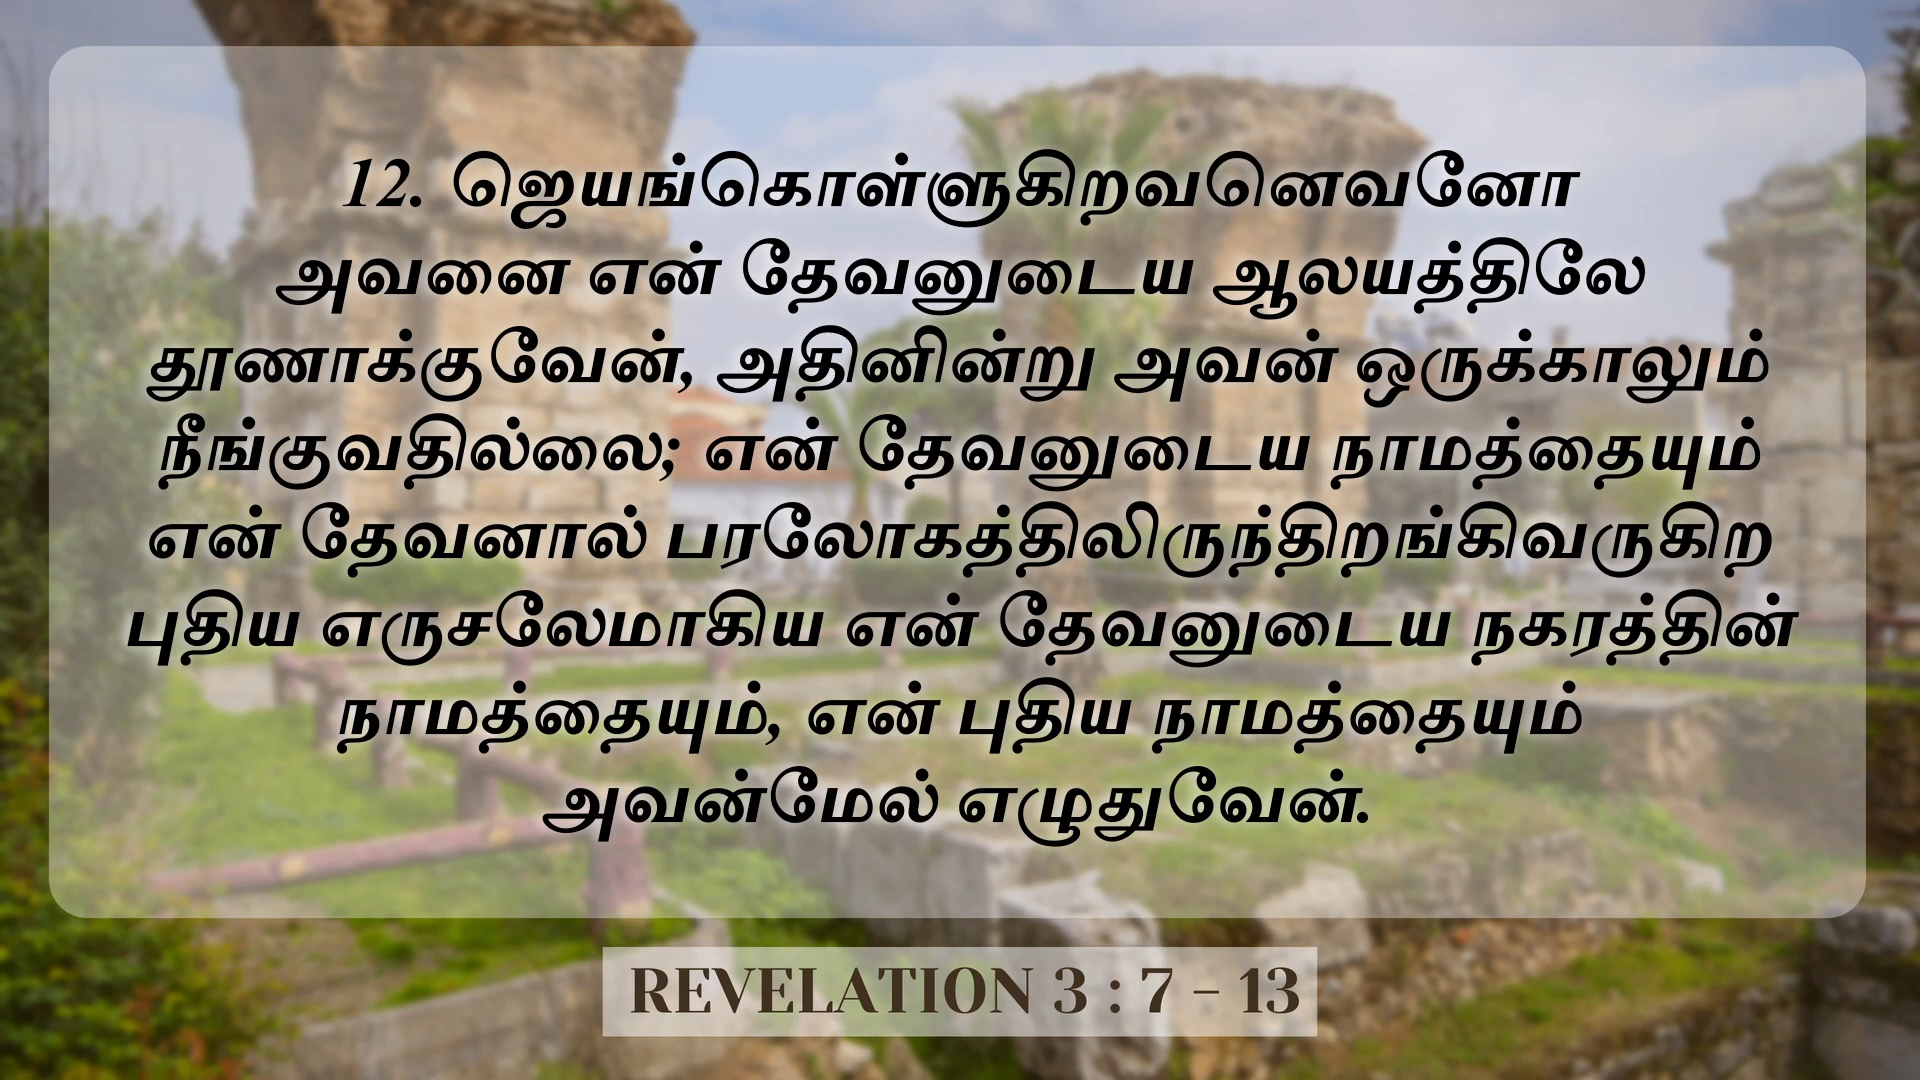 12. ஜெயங்கொள்ளுகிறவனெவனோ
அவனை என் தேவனுடைய ஆலயத்திலே
தூணாக்குவேன், அதினின்று அவன் ஒருக்காலும்
நீங்குவதில்லை; என் தேவனுடைய நாமத்தையும்
என் தேவனால் பரலோகத்திலிருந்திறங்கிவருகிற
புதிய எருசலேமாகிய என் தேவனுடைய நகரத்தின்
நாமத்தையும், என் புதிய நாமத்தையும்
அவன்மேல் எழுதுவேன்.
REVELATION 3 : 7 - 13